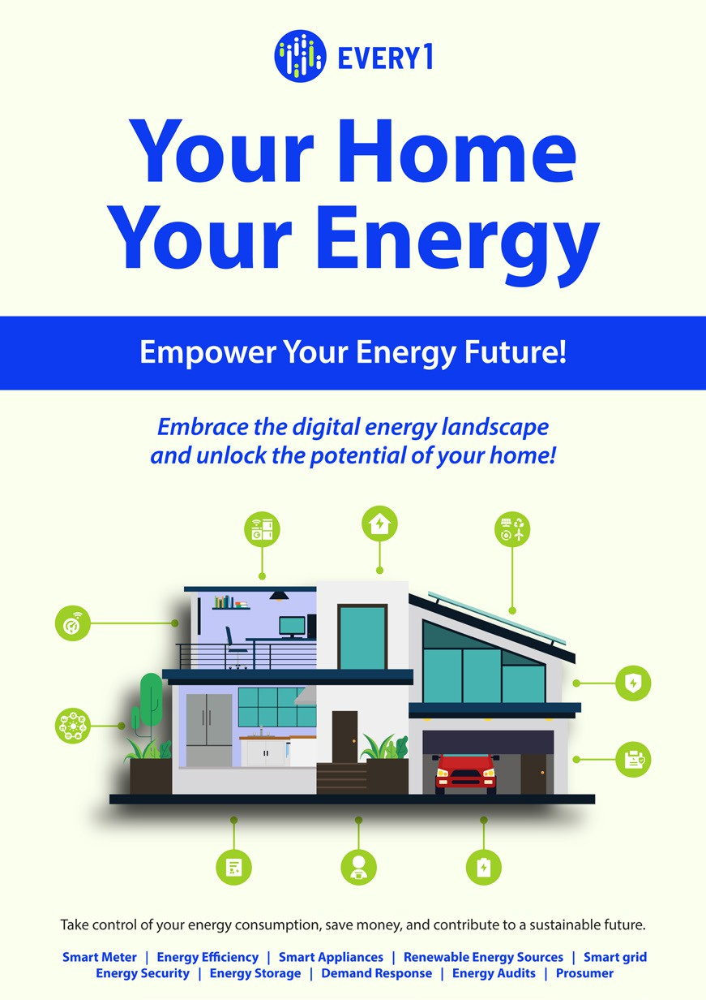 EVERY1
Your Home
Your Energy
Empower Your Energy Future!
Embrace the digital energy landscape
and unlock the potential of your home!
Take control of your energy consumption, save money, and contribute to a sustainable future.
Smart Meter | Energy Efficiency | Smart Appliances | Renewable Energy Sources | Smart grid
Energy Security | Energy Storage | Demand Response | Energy Audits | Prosumer